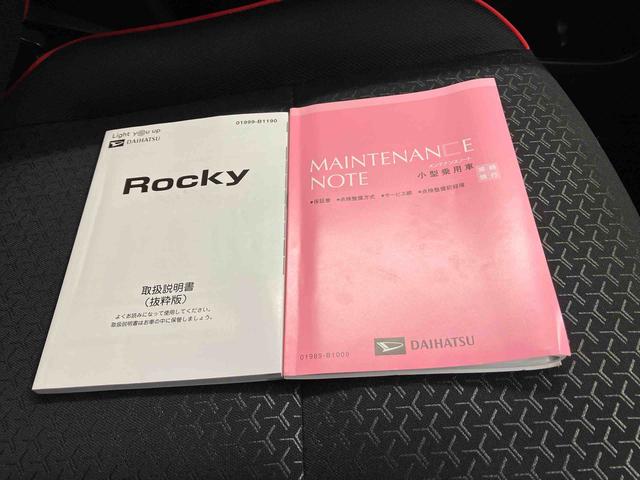 Light you up
DAIHATSU
01999-B1190
Rocky
取扱説明書
(抜粋版)
よくお読みになって使用してください。
取扱説明書はお車の中に保管しましょう。
MAINTENANCE
NOTE
メンテナンスノート
小型乗用車
•保証書 •点検整備方式 •サービス網 •点検整備記録簿
DAIHATSU
01989-B1009